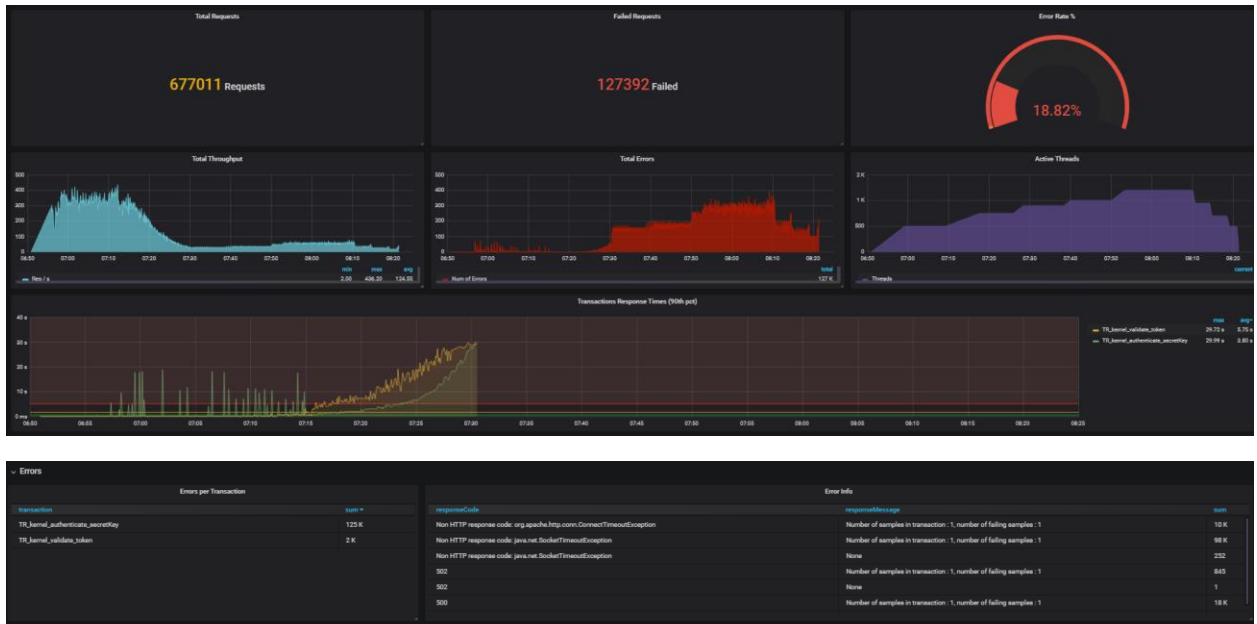 Total Requests
Failed Requests
Error Rate %
677011 Requests
127392 Failed
18.82%
Total Throughput
Total Errors
Active Threads
500
400
300
200
100
0
06:50 07:00 07:10 07:20 07:30 07:40 07:50 08:00 08:10 08:20
min max avg
Res / s 2.00 436.20 124.55
500
400
300
200
100
0
06:50 07:00 07:10 07:20 07:30 07:40 07:50 08:00 08:10 08:20
total
Num of Errors 127 K
2 K
1 K
500
0
06:50 07:00 07:10 07:20 07:30 07:40 07:50 08:00 08:10 08:20
current
Threads
Transactions Response Times (90th pct)
40 s
30 s
20 s
10 s
0 ms
06:50 06:55 07:00 07:05 07:10 07:15 07:20 07:25 07:30 07:35 07:40 07:45 07:50 07:55 08:00 08:05 08:10 08:15 08:20 08:25
max avg
TR_kernel_validate_token 29.72 s 5.75 s
TR_kernel_authenticate_secretKey 29.99 s 3.80 s
Errors
Errors per Transaction
transaction sum
TR_kernel_authenticate_secretKey 125 K
TR_kernel_validate_token 2 K
Error Info
responseCode responseMessage sum
Non HTTP response code: org.apache.http.conn.ConnectTimeoutException Number of samples in transaction : 1, number of failing samples : 1 10 K
Non HTTP response code: java.net.SocketTimeoutException Number of samples in transaction : 1, number of failing samples : 1 98 K
Non HTTP response code: java.net.SocketTimeoutException None 252
502 Number of samples in transaction : 1, number of failing samples : 1 845
502 None 1
500 Number of samples in transaction : 1, number of failing samples : 1 18 K